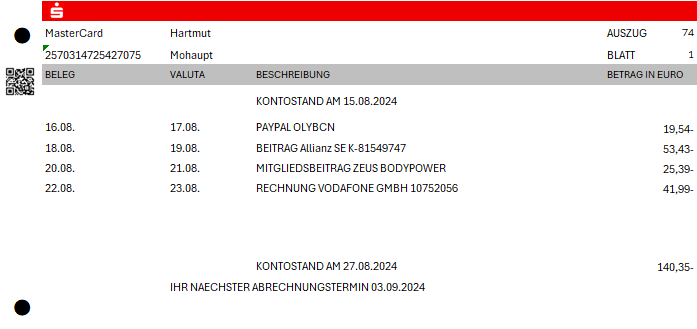 MasterCard Hartmut AUSZUG 74
2570314725427075 Mohaupt BLATT 1
BELEG VALUTA BESCHREIBUNG BETRAG IN EURO
KONTOSTAND AM 15.08.2024
16.08. 17.08. PAYPAL OLYBCN 19,54-
18.08. 19.08. BEITRAG Allianz SE K-81549747 53,43-
20.08. 21.08. MITGLIEDSBEITRAG ZEUS BODYPOWER 25,39-
22.08. 23.08. RECHNUNG VODAFONE GMBH 10752056 41,99-
KONTOSTAND AM 27.08.2024 140,35-
IHR NAECHSTER ABRECHNUNGSTERMIN 03.09.2024